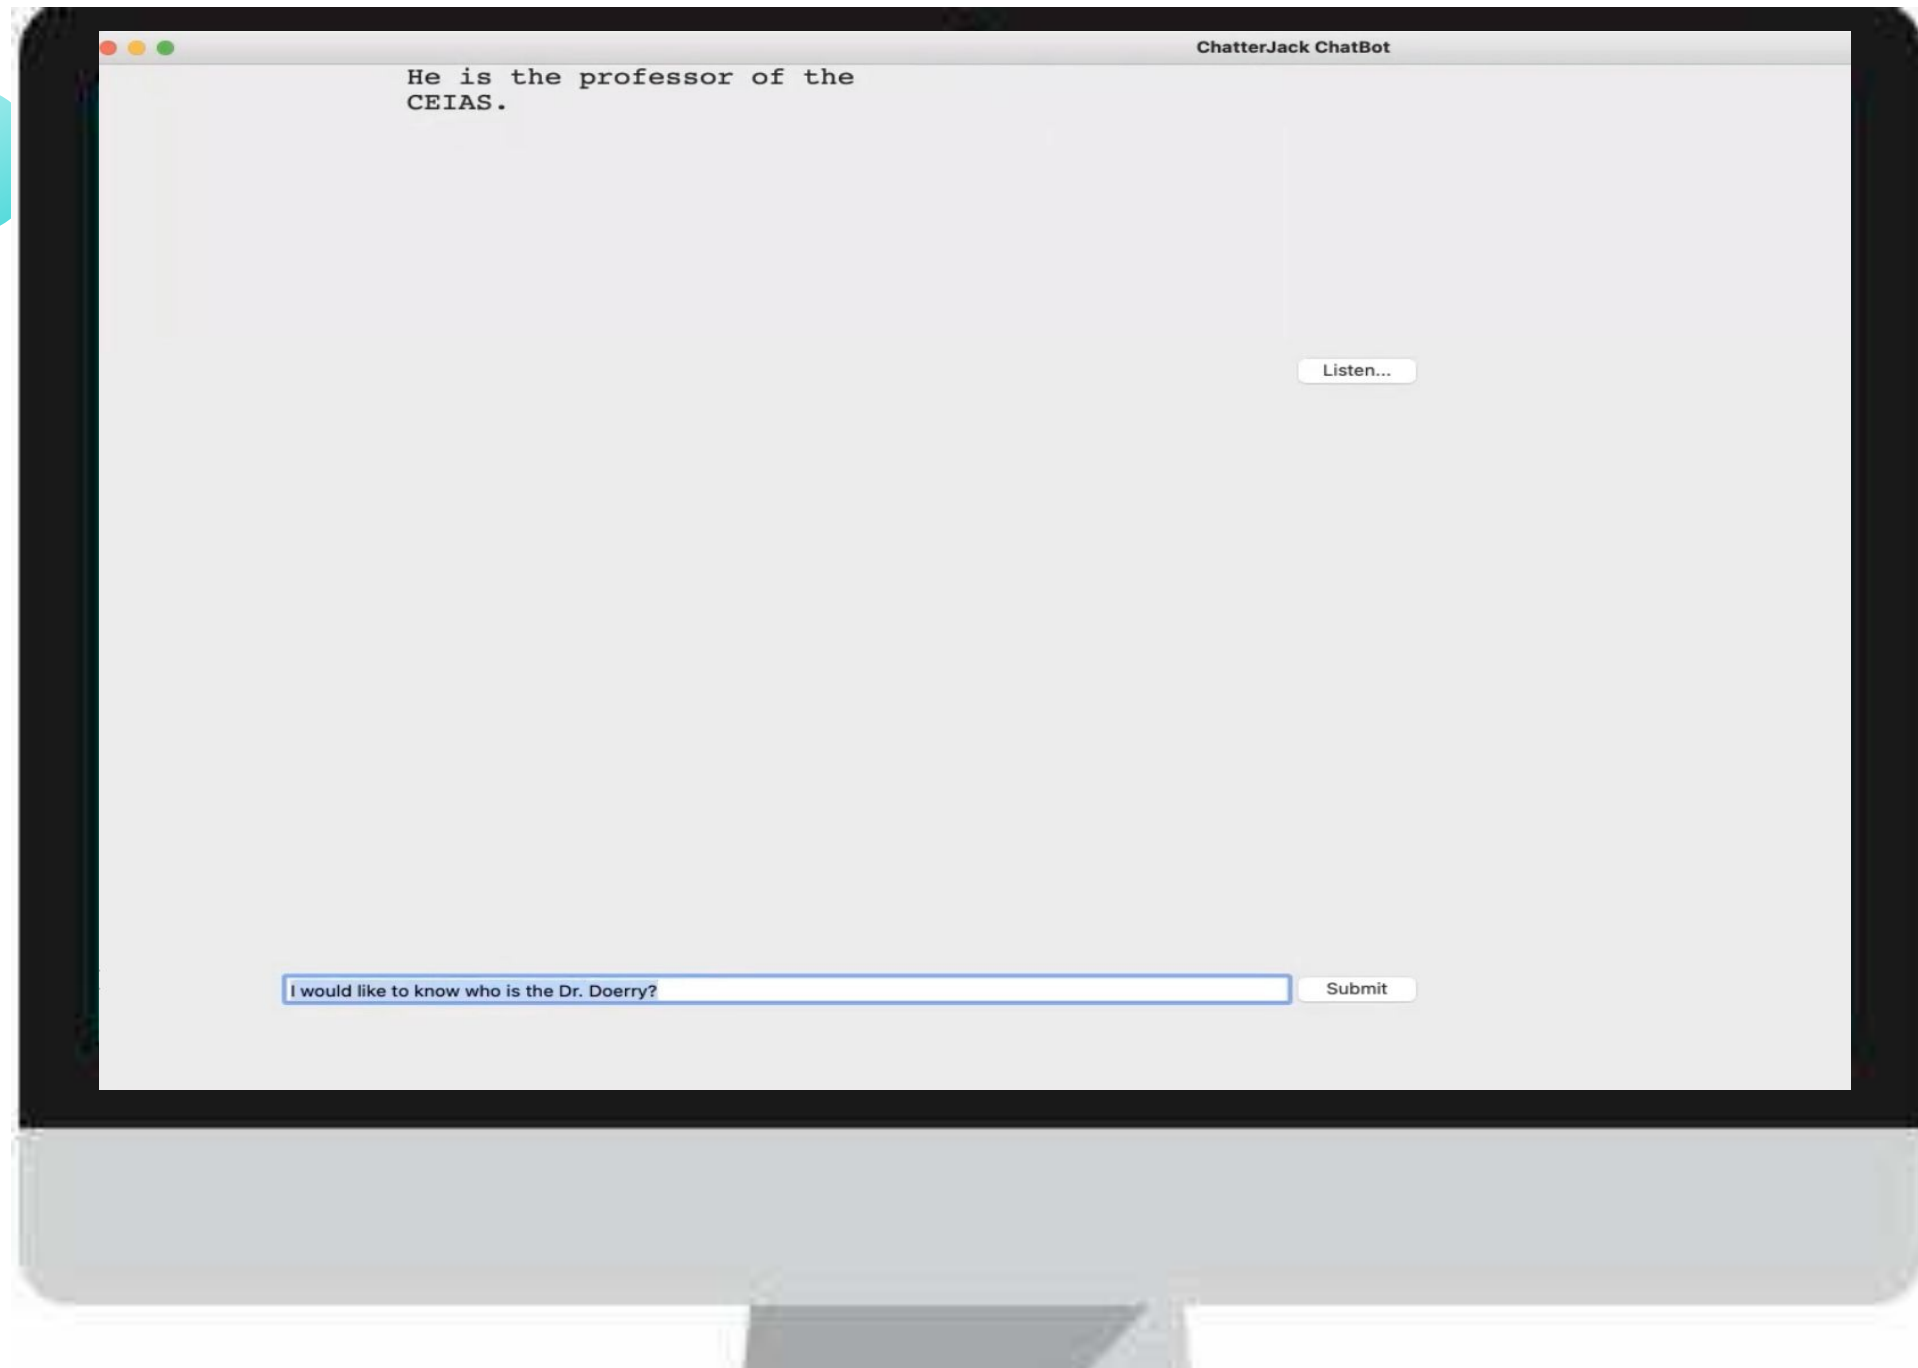 ChatterJack ChatBot
He is the professor of the
CEIAS.
Listen...
I would like to know who is the Dr. Doerry?
Submit